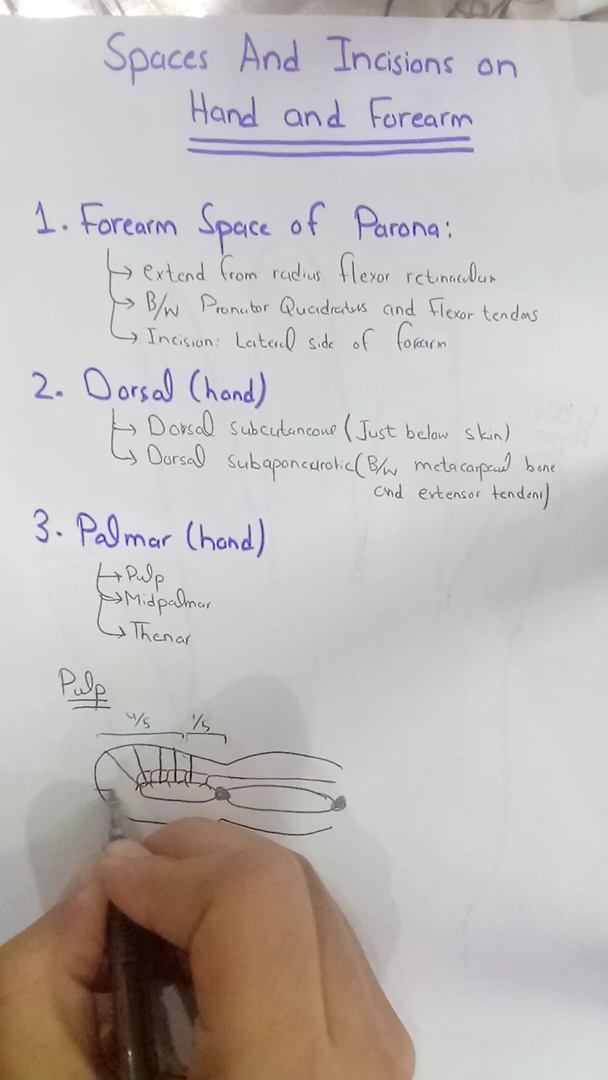 Spaces And Incisions on
Hand and Forearm
1. Forearm Space of Parona:
extend from radius flexor retinaculum
B/W Pronator Quadratus and Flexor tendons
Incision: Lateral side of forearm
2. Dorsal (hand)
Dorsal subcutaneous (Just below skin)
Dorsal subaponeurotic (B/W metacarpal bone
and extensor tendons)
3. Palmar (hand)
Pulp
Midpalmar
Thenar
Pulp
4/5 1/5